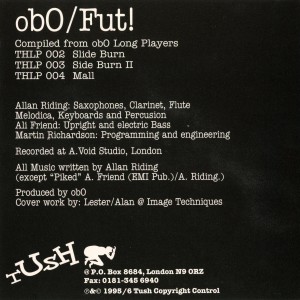 obO/Fut!
Compiled from obO Long Players
THLP 002 Slide Burn
THLP 003 Side Burn II
THLP 004 Mall
Allan Riding: Saxophones, Clarinet, Flute
Melodica, Keyboards and Percusion
Ali Friend: Upright and electric Bass
Martin Richardson: Programming and engineering
Recorded at A.Void Studio, London
All Music written by Allan Riding
(except "Piked" A. Friend (EMI Pub.)/A. Riding.)
Produced by obO
Cover work by: Lester/Alan @ Image Techniques
TUSH
@ P.O. Box 8684, London N9 ORZ
Fax: 0181-345 6940
℗&© 1995/6 Tush Copyright Control